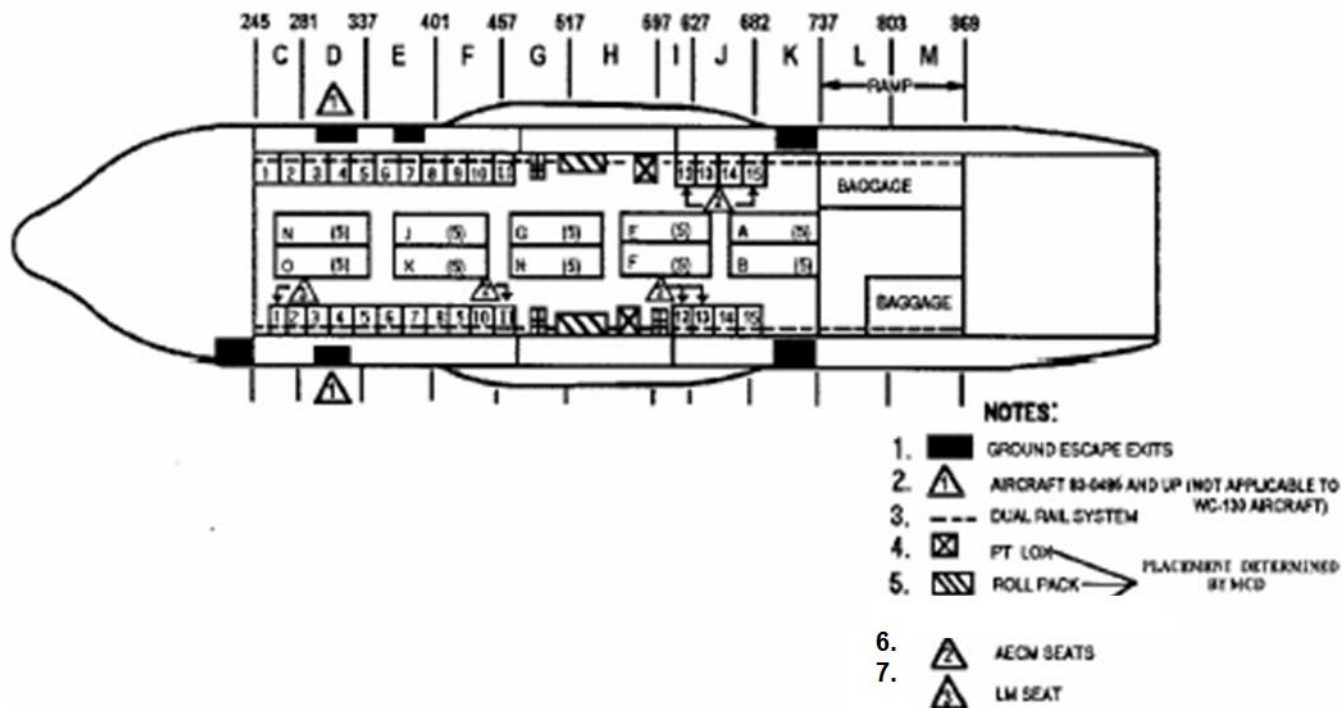 245 281 337 401 457 517 597 627 682 737 803 869
C D E F G H I J K L M
RAMP
1
1 2 3 4 5 6 7 8 9 10 11 12 13 14 15
BAGGAGE
2
N (5) J (5) G (5) E (5) A (5)
O (5) K (5) H (5) F (5) B (5)
BAGGAGE
1 2 3 4 5 6 7 8 9 10 11 12 13 14 15
1
NOTES:
1. GROUND ESCAPE EXITS
2. 1 AIRCRAFT AND UP (NOT APPLICABLE TO
WC-130 AIRCRAFT)
3. DUAL RAIL SYSTEM
4. PT LOX
5. ROLL PACK
PLACEMENT DETERMINED
BY MCD
6. 2 AECM SEATS
7. 3 LM SEAT